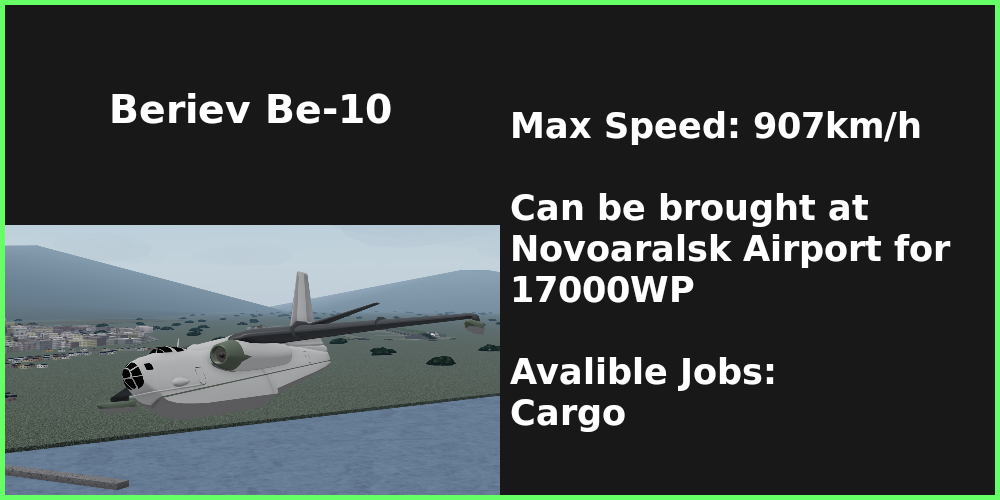 Beriev Be-10
Max Speed: 907km/h
Can be brought at
Novoaralsk Airport for
17000WP
Avalible Jobs:
Cargo